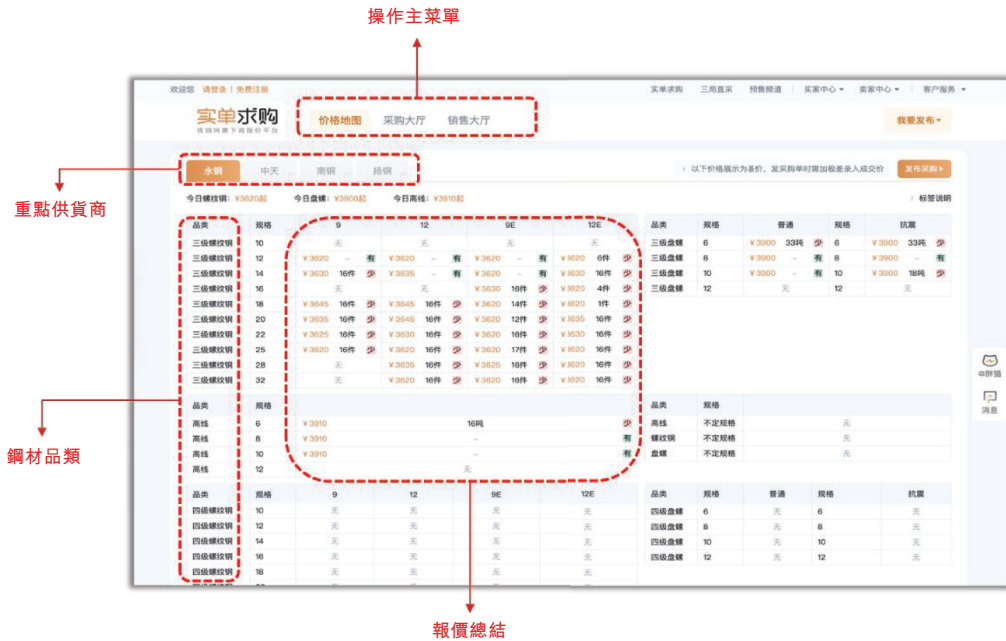 操作主菜單
欢迎您 请登录 | 免费注册 实单求购 三局直采 预售频道 买家中心 卖家中心 客户服务
实单求购 价格地图 采购大厅 销售大厅 我要发布
找钢网旗下询报价平台
重點供貨商
永钢 中天 南钢 扬钢 以下价格展示为基价，发采购单时需加极差录入成交价 发布采购
今日螺纹钢：¥3620起 今日盘螺：¥3900起 今日高线：¥3910起 标签说明
品类 规格 9 12 9E 12E 品类 规格 普通 规格 抗震
三级螺纹钢 10 无 无 无 无 三级盘螺 6 ¥3900 33吨 少 6 ¥3900 33吨 少
三级螺纹钢 12 ¥3620 – 有 ¥3620 – 有 ¥3620 – 有 ¥3620 6件 少 三级盘螺 8 ¥3900 – 有 8 ¥3900 – 有
三级螺纹钢 14 ¥3630 16件 少 ¥3635 – 有 ¥3620 – 有 ¥3630 16件 少 三级盘螺 10 ¥3900 – 有 10 ¥3900 18吨 少
三级螺纹钢 16 无 无 ¥3630 16件 少 ¥3620 4件 少 三级盘螺 12 无 12 无
三级螺纹钢 18 ¥3645 16件 少 ¥3645 16件 少 ¥3620 14件 少 ¥3620 1件 少
三级螺纹钢 20 ¥3635 16件 少 ¥3645 16件 少 ¥3620 12件 少 ¥3635 16件 少
三级螺纹钢 22 ¥3625 16件 少 ¥3630 16件 少 ¥3620 16件 少 ¥3630 16件 少
三级螺纹钢 25 ¥3620 16件 少 ¥3620 16件 少 ¥3620 17件 少 ¥3620 16件 少
三级螺纹钢 28 无 ¥3635 16件 少 ¥3625 16件 少 ¥3620 16件 少
三级螺纹钢 32 无 ¥3620 16件 少 ¥3620 16件 少 ¥3620 16件 少
中胖猫
消息
品类 规格 品类 规格
高线 6 ¥3910 16吨 少 高线 不定规格 无
高线 8 ¥3910 – 有 螺纹钢 不定规格 无
高线 10 ¥3910 – 有 盘螺 不定规格 无
高线 12 无
鋼材品類
品类 规格 9 12 9E 12E 品类 规格 普通 规格 抗震
四级螺纹钢 10 无 无 无 无 四级盘螺 6 无 6 无
四级螺纹钢 12 无 无 无 无 四级盘螺 8 无 8 无
四级螺纹钢 14 无 无 无 无 四级盘螺 10 无 10 无
四级螺纹钢 16 无 无 无 无 四级盘螺 12 无 12 无
四级螺纹钢 18 无 无 无 无
報價總結